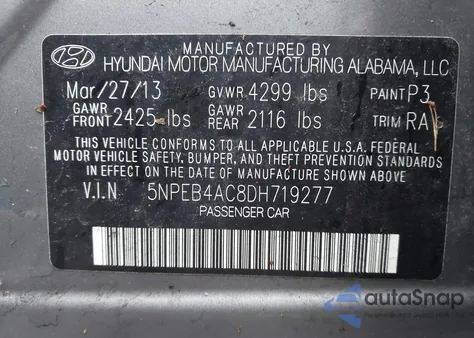 MANUFACTURED BY
HYUNDAI MOTOR MANUFACTURING ALABAMA, LLC
Mar/27/13 GVWR 4299 lbs PAINT P3
GAWR FRONT 2425 lbs GAWR REAR 2116 lbs TRIM RA
THIS VEHICLE CONFORMS TO ALL APPLICABLE U.S.A. FEDERAL
MOTOR VEHICLE SAFETY, BUMPER, AND THEFT PREVENTION STANDARDS
IN EFFECT ON THE DATE OF MANUFACTURE SHOWN ABOVE
V.I.N 5NPEB4AC8DH719277
PASSENGER CAR
autoSnap